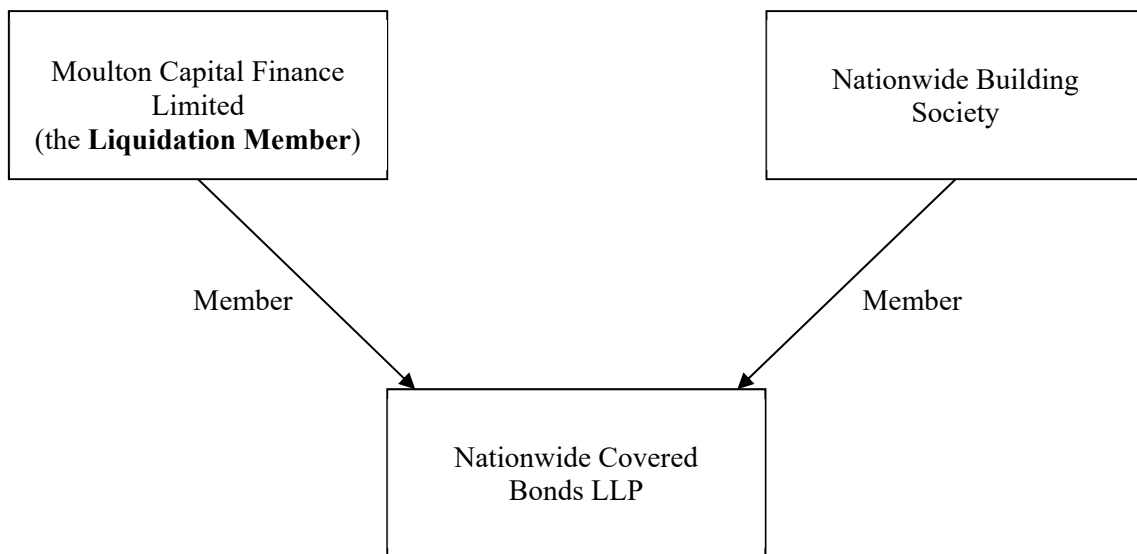 Moulton Capital Finance
Limited
(the Liquidation Member)
Nationwide Building
Society
Member
Member
Nationwide Covered
Bonds LLP